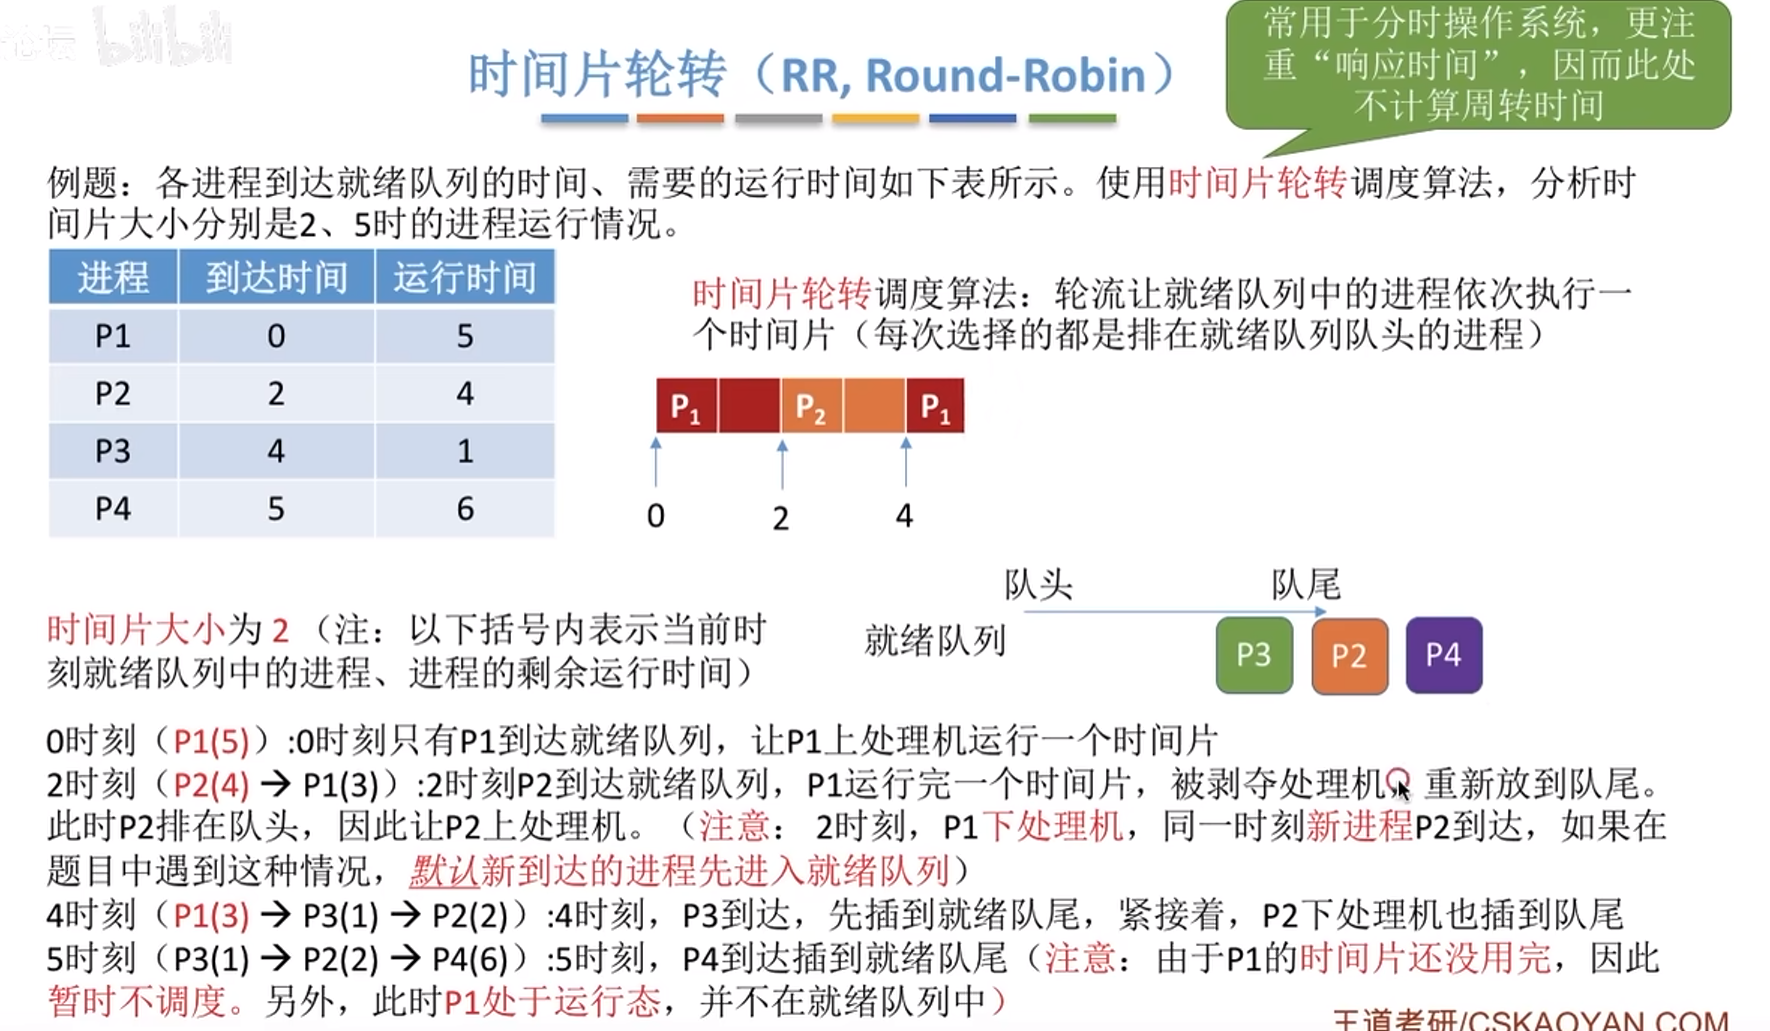 论坛 bilibili
常用于分时操作系统，更注
重“响应时间”，因而此处
不计算周转时间
时间片轮转（RR, Round-Robin）
例题：各进程到达就绪队列的时间、需要的运行时间如下表所示。使用时间片轮转调度算法，分析时
间片大小分别是2、5时的进程运行情况。
进程 到达时间 运行时间
P1 0 5
P2 2 4
P3 4 1
P4 5 6
时间片轮转调度算法：轮流让就绪队列中的进程依次执行一
个时间片（每次选择的都是排在就绪队列队头的进程）
P1 P2 P1
0 2 4
队头 队尾
就绪队列
P3 P2 P4
时间片大小为 2 （注：以下括号内表示当前时
刻就绪队列中的进程、进程的剩余运行时间）
0时刻（P1(5)）:0时刻只有P1到达就绪队列，让P1上处理机运行一个时间片
2时刻（P2(4) → P1(3)）:2时刻P2到达就绪队列，P1运行完一个时间片，被剥夺处理机，重新放到队尾。
此时P2排在队头，因此让P2上处理机。（注意： 2时刻，P1下处理机，同一时刻新进程P2到达，如果在
题目中遇到这种情况，默认新到达的进程先进入就绪队列）
4时刻（P1(3) → P3(1) → P2(2)）:4时刻，P3到达，先插到就绪队尾，紧接着，P2下处理机也插到队尾
5时刻（P3(1) → P2(2) → P4(6)）:5时刻，P4到达插到就绪队尾（注意：由于P1的时间片还没用完，因此
暂时不调度。另外，此时P1处于运行态，并不在就绪队列中）
王道考研/CSKAOYAN.COM